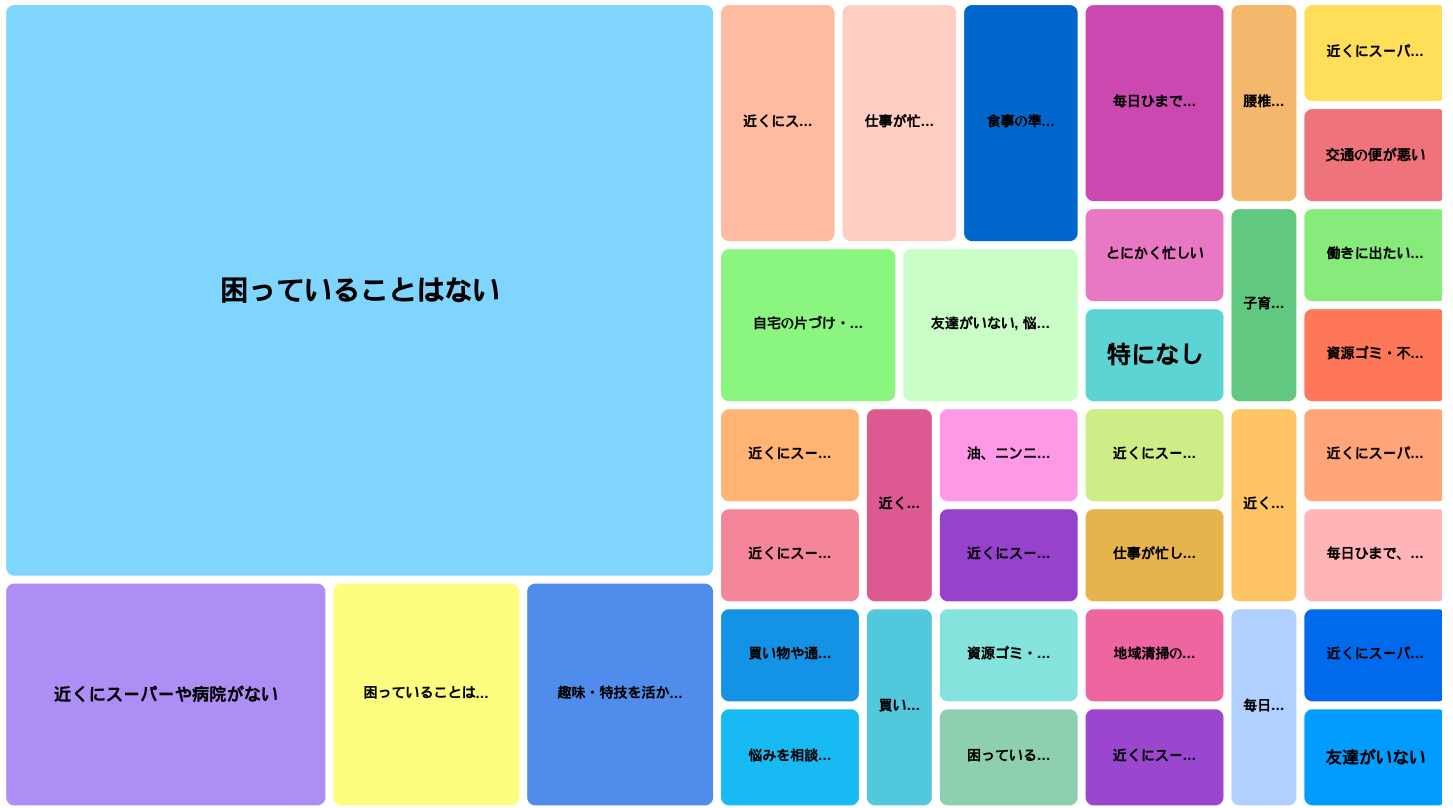 困っていることはない
近くにスーパーや病院がない
困っていることは...
趣味・特技を活か...
近くにス...
仕事が忙...
食事の準...
自宅の片づけ・...
友達がいない, 悩...
近くにスー...
近くにスー...
近く...
油、ニンニ...
近くにスー...
買い物や通...
悩みを相談...
買い...
資源ゴミ・...
困っている...
毎日ひまで...
腰椎...
近くにスーパ...
交通の便が悪い
とにかく忙しい
特になし
子育...
働きに出たい...
資源ゴミ・不...
近くにスー...
仕事が忙し...
近く...
近くにスーパ...
毎日ひまで、...
地域清掃の...
近くにスー...
毎日...
近くにスーパ...
友達がいない